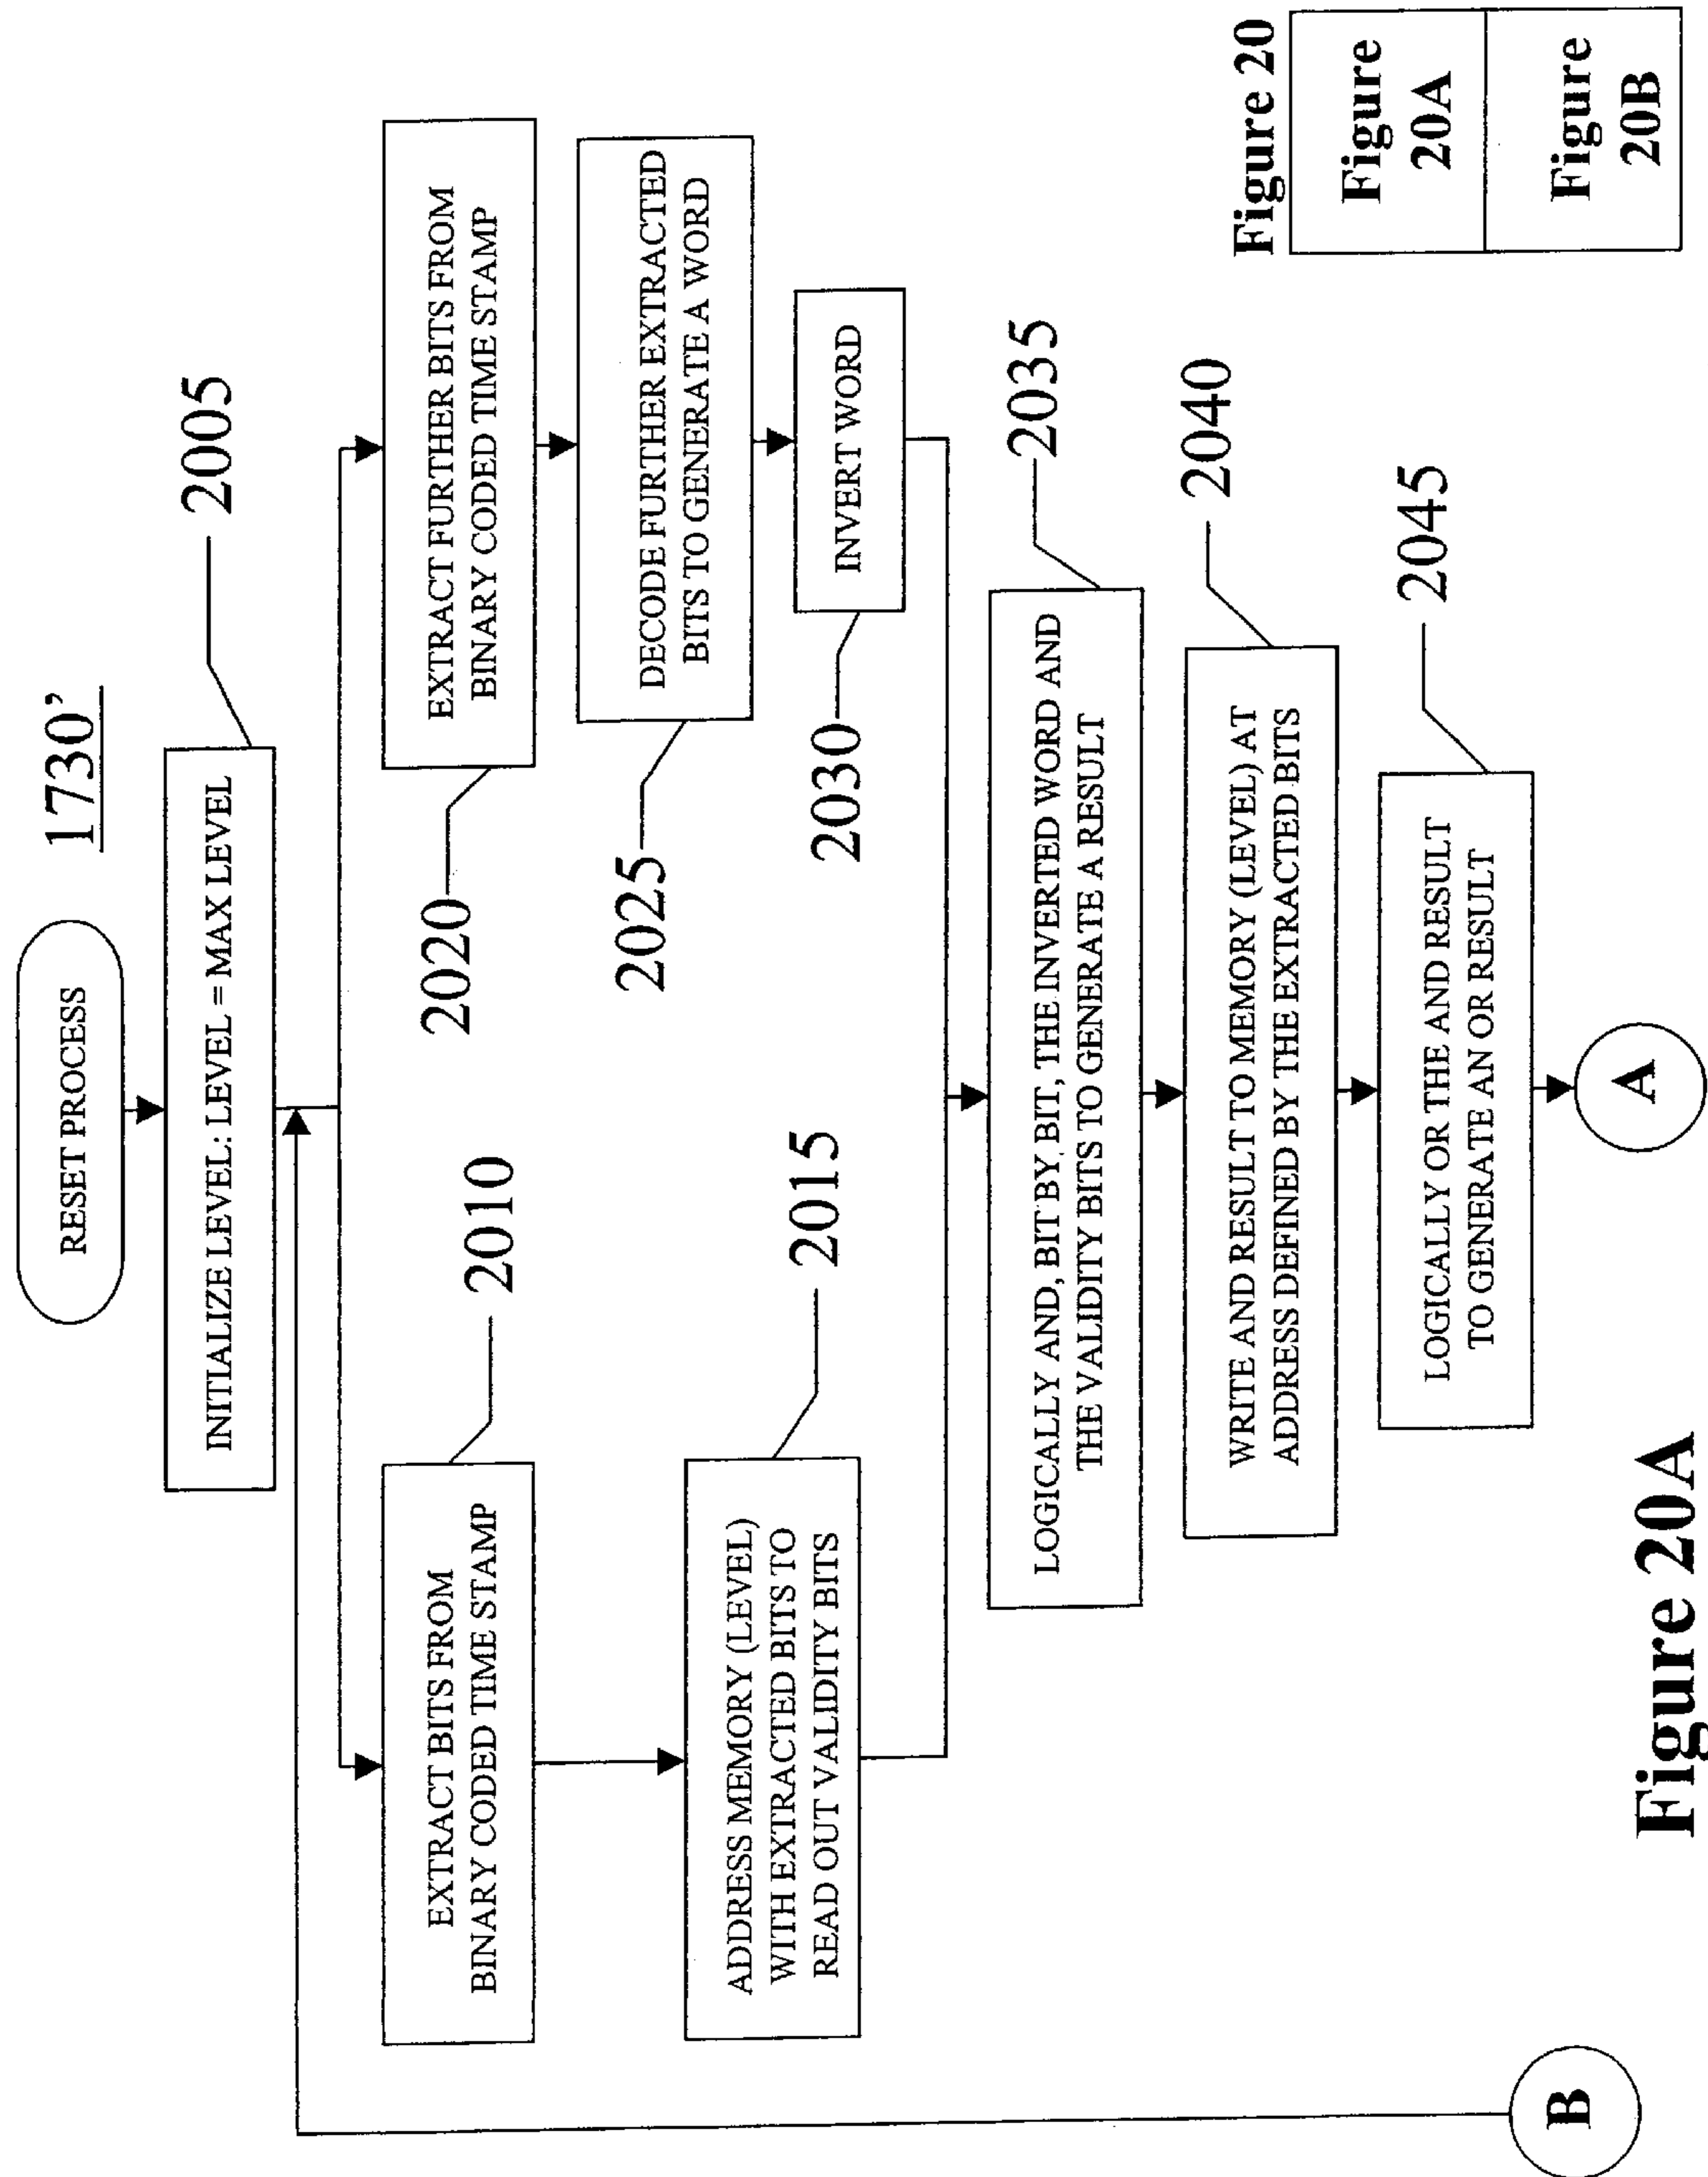 1730’
RESET PROCESS
INITIALIZE LEVEL: LEVEL = MAX LEVEL
2005
EXTRACT BITS FROM
BINARY CODED TIME STAMP
2010
ADDRESS MEMORY (LEVEL)
WITH EXTRACTED BITS TO
READ OUT VALIDITY BITS
2015
EXTRACT FURTHER BITS FROM
BINARY CODED TIME STAMP
2020
DECODE FURTHER EXTRACTED
BITS TO GENERATE A WORD
2025
INVERT WORD
2030
LOGICALLY AND, BIT BY, BIT, THE INVERTED WORD AND
THE VALIDITY BITS TO GENERATE A RESULT
2035
WRITE AND RESULT TO MEMORY (LEVEL) AT
ADDRESS DEFINED BY THE EXTRACTED BITS
2040
LOGICALLY OR THE AND RESULT
TO GENERATE AN OR RESULT
2045
A
B
Figure 20A
Figure 20
Figure
20A
Figure
20B